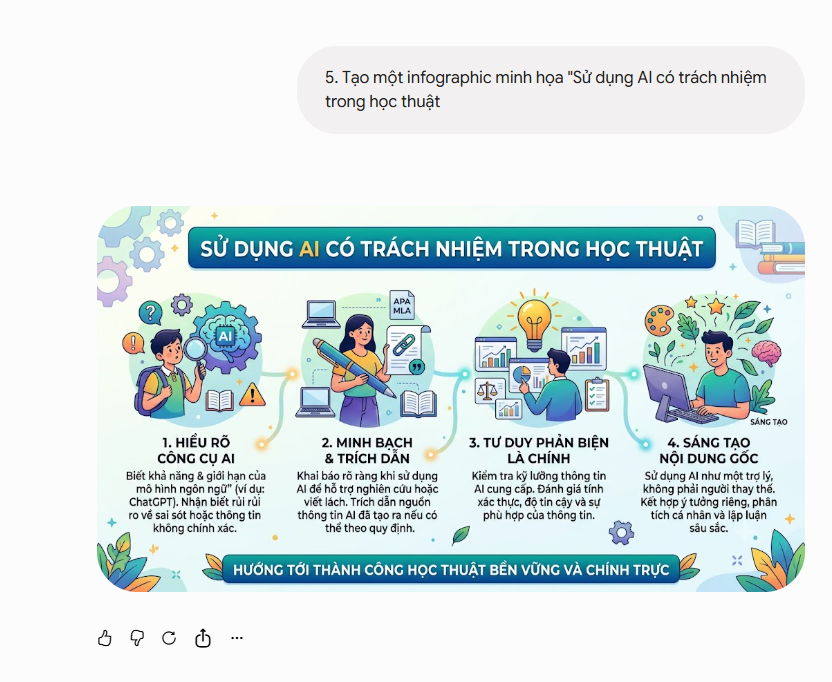 5. Tạo một infographic minh họa "Sử dụng AI có trách nhiệm
trong học thuật
SỬ DỤNG AI CÓ TRÁCH NHIỆM TRONG HỌC THUẬT
?
!
AI
APA
MLA
SÁNG TẠO
1. HIỂU RÕ
CÔNG CỤ AI
Biết khả năng & giới hạn của
mô hình ngôn ngữ" (ví dụ:
ChatGPT). Nhận biết rủi rủi
ro về sai sót hoặc thông tin
không chính xác.
2. MINH BẠCH
& TRÍCH DẪN
Khai báo rõ ràng khi sử dụng
AI để hỗ trợ nghiên cứu hoặc
viết lách. Trích dẫn nguồn
thông tin AI đã tạo ra nếu có
thể theo quy định.
3. TƯ DUY PHẢN BIỆN
LÀ CHÍNH
Kiểm tra kỹ lưỡng thông tin
AI cung cấp. Đánh giá tính
xác thực, độ tin cậy và sự
phù hợp của thông tin.
4. SÁNG TẠO
NỘI DUNG GỐC
Sử dụng AI như một trợ lý,
không phải người thay thế.
Kết hợp ý tưởng riêng, phân
tích cá nhân và lập luận
sâu sắc.
HƯỚNG TỚI THÀNH CÔNG HỌC THUẬT BỀN VỮNG VÀ CHÍNH TRỰC